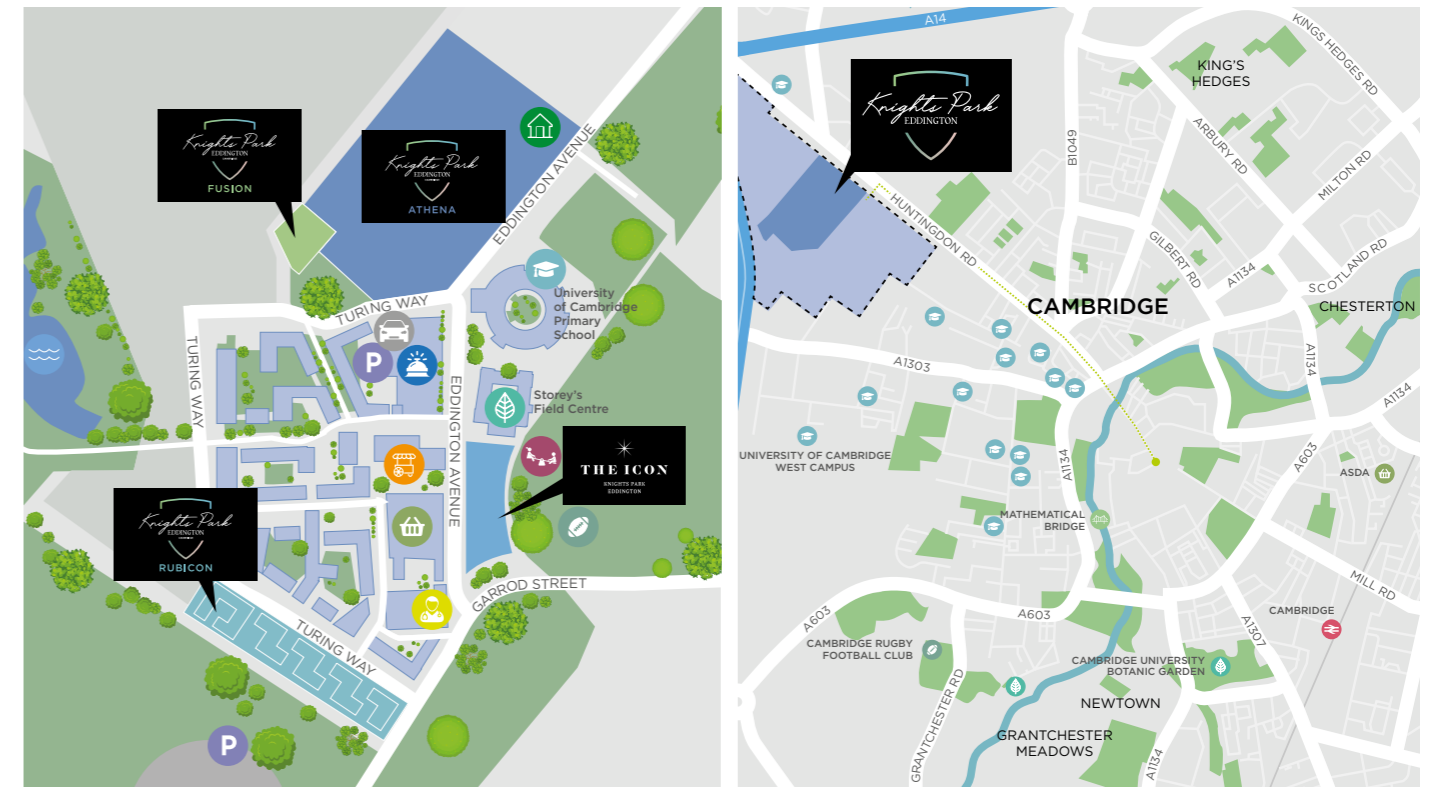 Knights Park
EDDINGTON
FUSION
Knights Park
EDDINGTON
ATHENA
EDDINGTON AVENUE
University
of Cambridge
Primary
School
TURING WAY
TURING WAY
P
EDDINGTON AVENUE
Storey's
Field Centre
THE ICON
KNIGHTS PARK
EDDINGTON
Knights Park
EDDINGTON
RUBICON
GARROD STREET
TURING WAY
P
A14
KINGS HEDGES RD
KING'S
HEDGES
Knights Park
EDDINGTON
B1049
ARBURY RD
MILTON RD
HUNTINGDON RD
GILBERT RD
A1134
SCOTLAND RD
CAMBRIDGE
CHESTERTON
A1303
A1134
A1134
UNIVERSITY OF CAMBRIDGE
WEST CAMPUS
A1134
A603
ASDA
MATHEMATICAL
BRIDGE
MILL RD
A603
A603
CAMBRIDGE
A1307
CAMBRIDGE RUGBY
FOOTBALL CLUB
CAMBRIDGE UNIVERSITY
BOTANIC GARDEN
GRANTCHESTER RD
NEWTOWN
GRANTCHESTER
MEADOWS
A1134